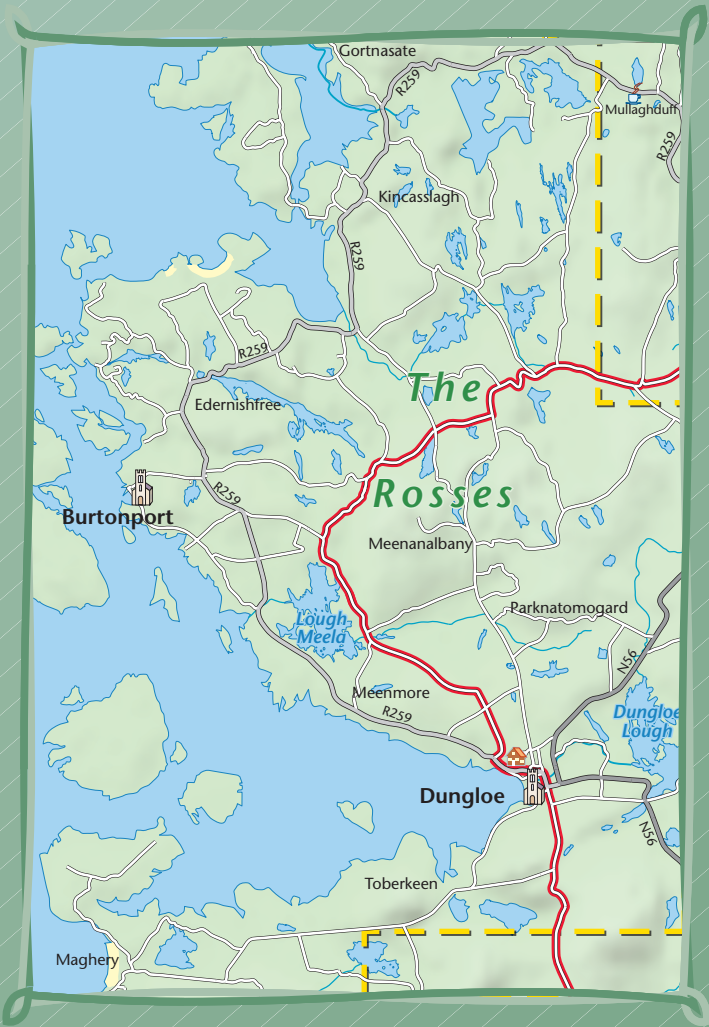 Gortnasate
R259
Mullaghduff
R259
Kincasslagh
R259
R259
The
Edernishfree
Rosses
R259
Burtonport
Meenanalbany
Parknatomogard
Lough
Meela
N56
Meenmore
R259
Dungloe
Lough
Dungloe
N56
Toberkeen
Maghery